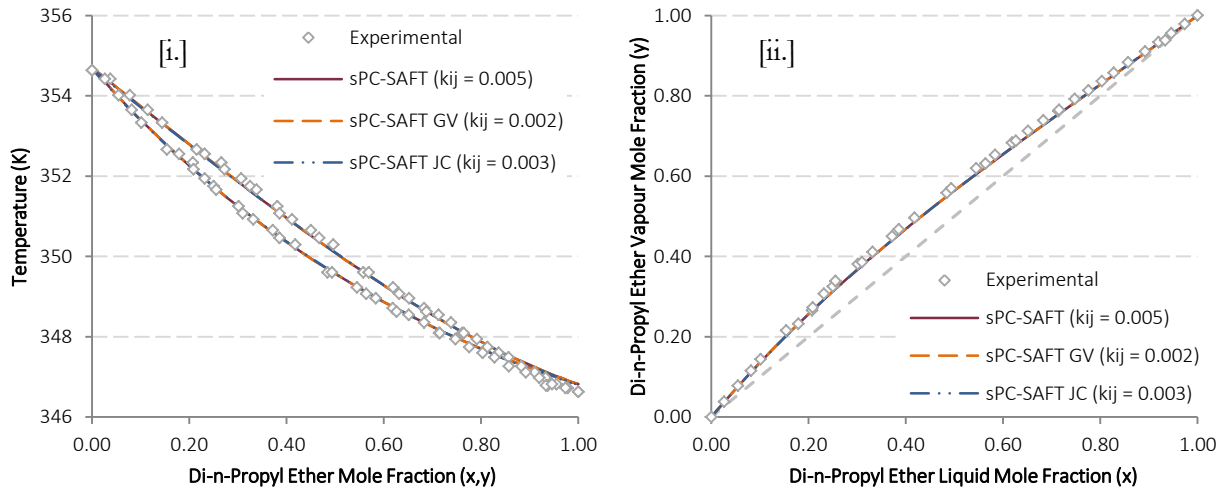 [i.]
Experimental
sPC-SAFT (kij = 0.005)
sPC-SAFT GV (kij = 0.002)
sPC-SAFT JC (kij = 0.003)
Temperature (K)
356
354
352
350
348
346
0.00 0.20 0.40 0.60 0.80 1.00
Di-n-Propyl Ether Mole Fraction (x,y)
[ii.]
Di-n-Propyl Ether Vapour Mole Fraction (y)
1.00
0.80
0.60
0.40
0.20
0.00
Experimental
sPC-SAFT (kij = 0.005)
sPC-SAFT GV (kij = 0.002)
sPC-SAFT JC (kij = 0.003)
0.00 0.20 0.40 0.60 0.80 1.00
Di-n-Propyl Ether Liquid Mole Fraction (x)